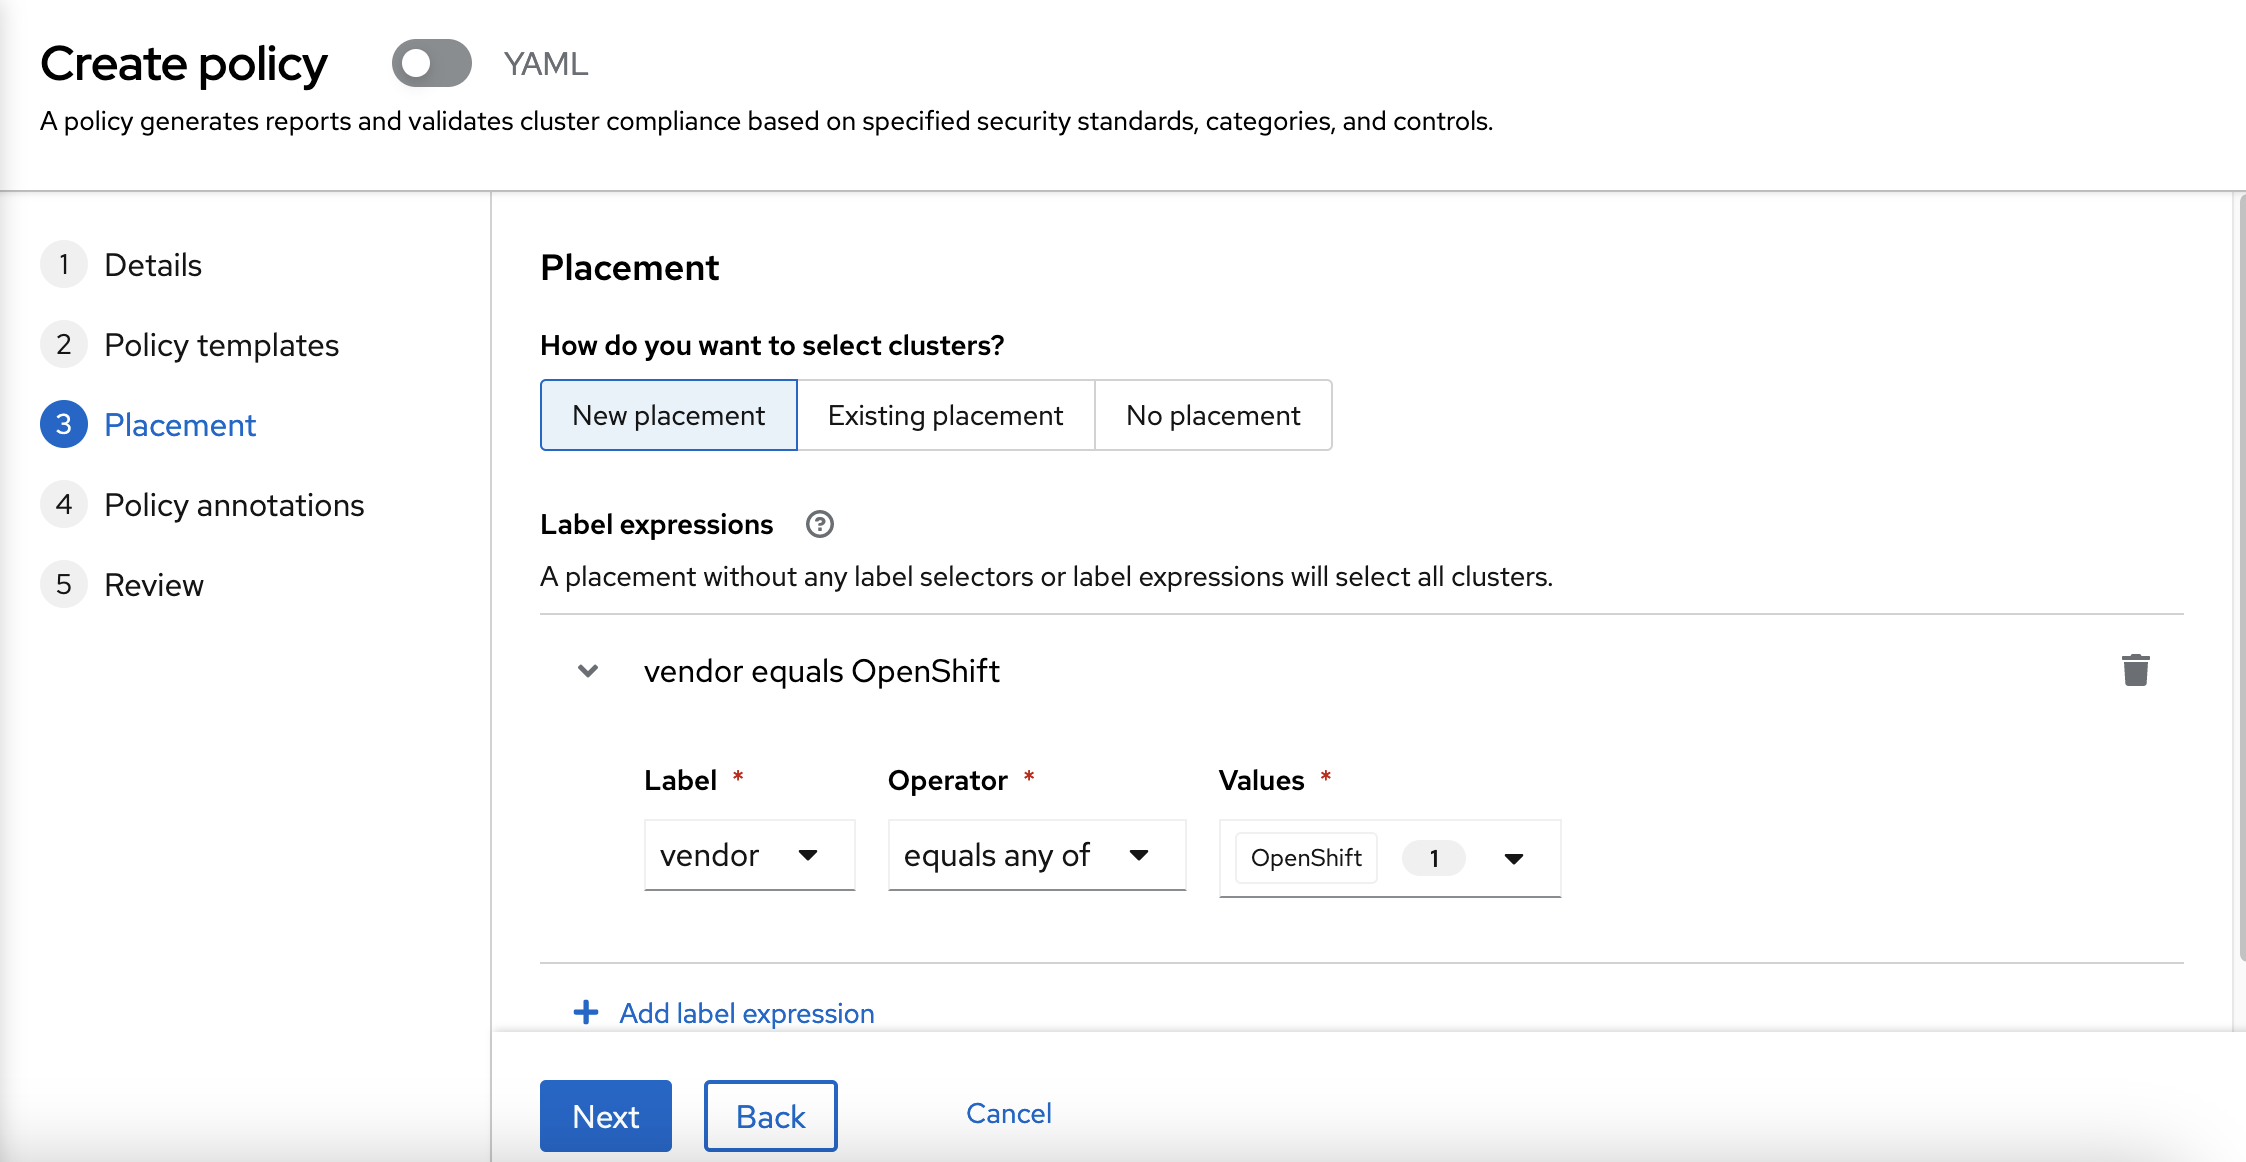 Create policy YAML
A policy generates reports and validates cluster compliance based on specified security standards, categories, and controls.
1 Details
2 Policy templates
3 Placement
4 Policy annotations
5 Review
Placement
How do you want to select clusters?
New placement Existing placement No placement
Label expressions
A placement without any label selectors or label expressions will select all clusters.
vendor equals OpenShift
Label * Operator * Values *
vendor equals any of OpenShift 1
Add label expression
Next Back Cancel